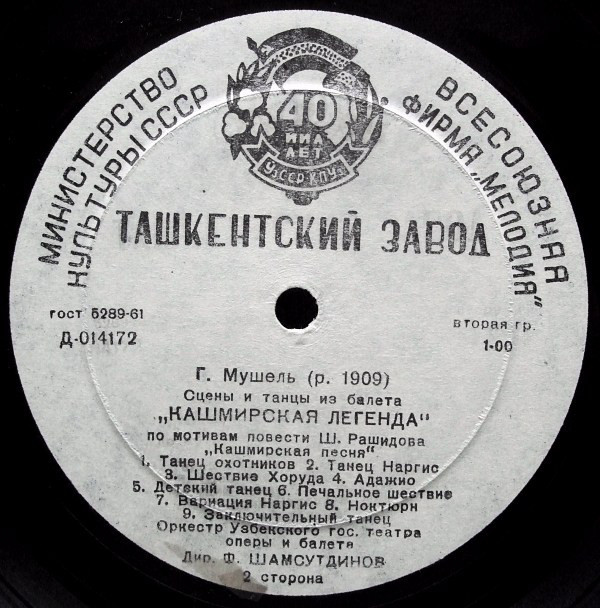 МИНИСТЕРСТВО
КУЛЬТУРЫ СССР
ВСЕСОЮЗНАЯ
ФИРМА „МЕЛОДИЯ"
40
ЙИЛ
ЛЕТ
УзССР КПУз
ТАШКЕНТСКИЙ ЗАВОД
гост 5289-61
Д-014172
вторая гр.
1-00
Г. Мушель (р. 1909)
Сцены и танцы из балета
„КАШМИРСКАЯ ЛЕГЕНДА"
по мотивам повести Ш. Рашидова
„Кашмирская песня"
1. Танец охотников 2. Танец Наргис
3. Шествие Хоруда 4. Адажио
5. Детский танец 6. Печальное шествие
7. Вариация Наргис 8. Ноктюрн
9. Заключительный танец
Оркестр Узбекского гос. театра
оперы и балета
Дир. Ф. ШАМСУТДИНОВ
2 сторона